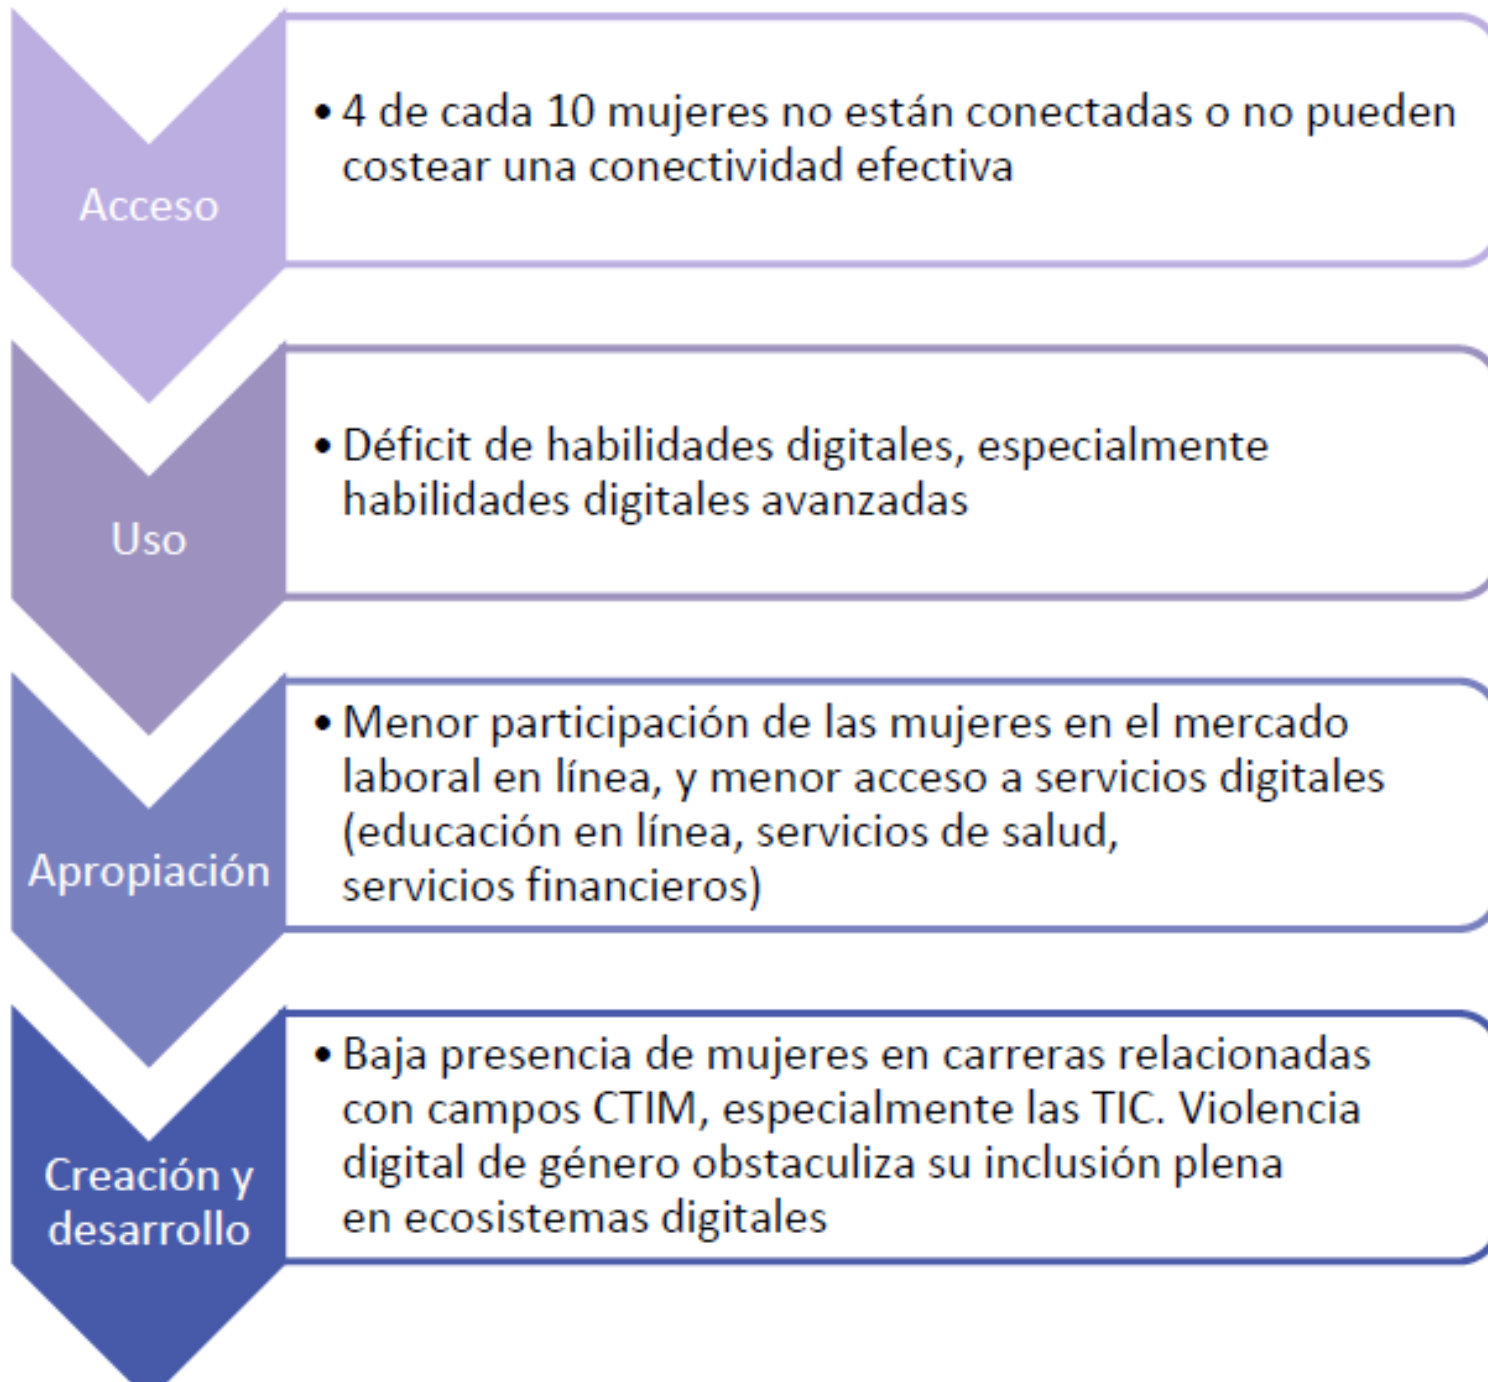 Acceso
• 4 de cada 10 mujeres no están conectadas o no pueden
costear una conectividad efectiva
Uso
• Déficit de habilidades digitales, especialmente
habilidades digitales avanzadas
Apropiación
• Menor participación de las mujeres en el mercado
laboral en línea, y menor acceso a servicios digitales
(educación en línea, servicios de salud,
servicios financieros)
Creación y
desarrollo
• Baja presencia de mujeres en carreras relacionadas
con campos CTIM, especialmente las TIC. Violencia
digital de género obstaculiza su inclusión plena
en ecosistemas digitales